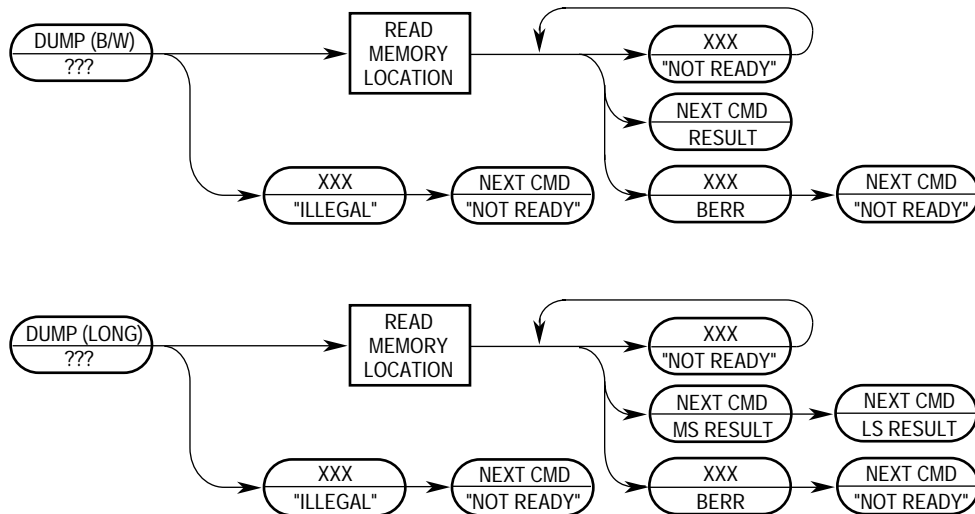 DUMP (B/W)
???
READ
MEMORY
LOCATION
XXX
"NOT READY"
NEXT CMD
RESULT
XXX
"ILLEGAL"
NEXT CMD
"NOT READY"
XXX
BERR
NEXT CMD
"NOT READY"
DUMP (LONG)
???
READ
MEMORY
LOCATION
XXX
"NOT READY"
NEXT CMD
MS RESULT
NEXT CMD
LS RESULT
XXX
"ILLEGAL"
NEXT CMD
"NOT READY"
XXX
BERR
NEXT CMD
"NOT READY"